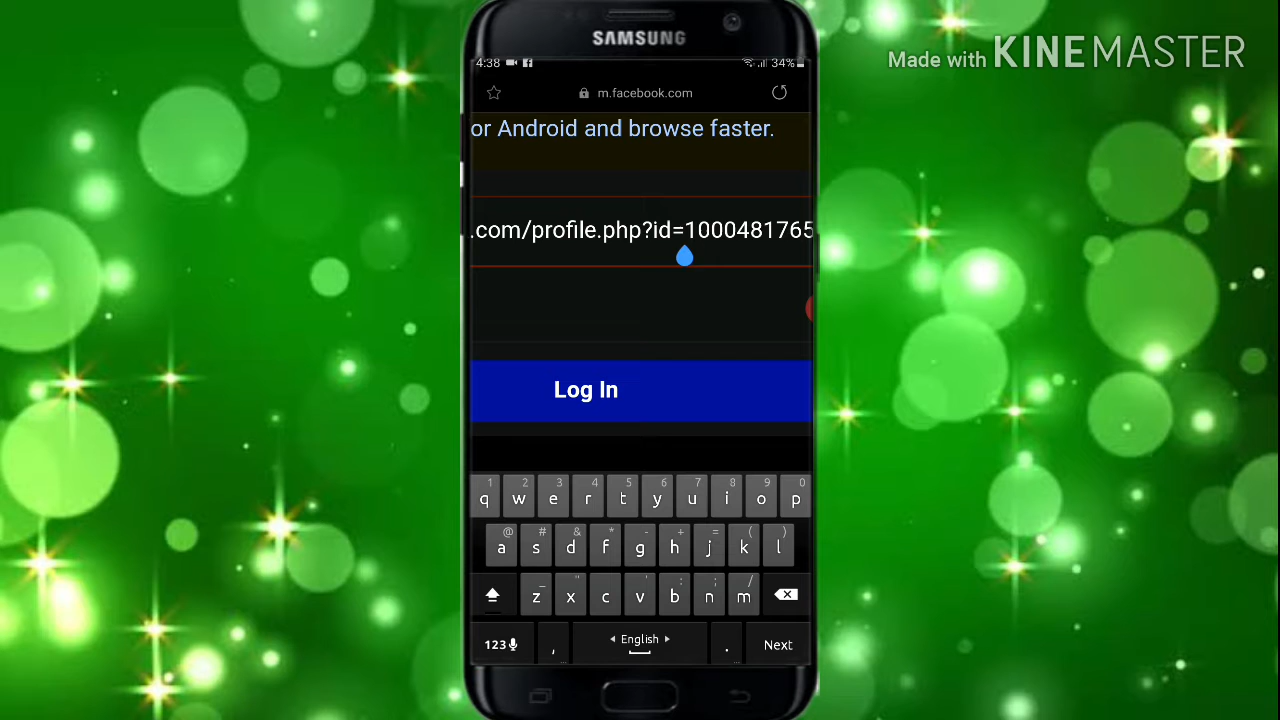 Made with KINEMASTER
SAMSUNG
4:38 34%
m.facebook.com
or Android and browse faster.
.com/profile.php?id=1000481765
Log In
1 2 3 4 5 6 7 8 9 0
q w e r t y u i o p
@ # & * - + = ( )
a s d f g h j k l
_ " ' : ; /
z x c v b n m
123 , English . Next